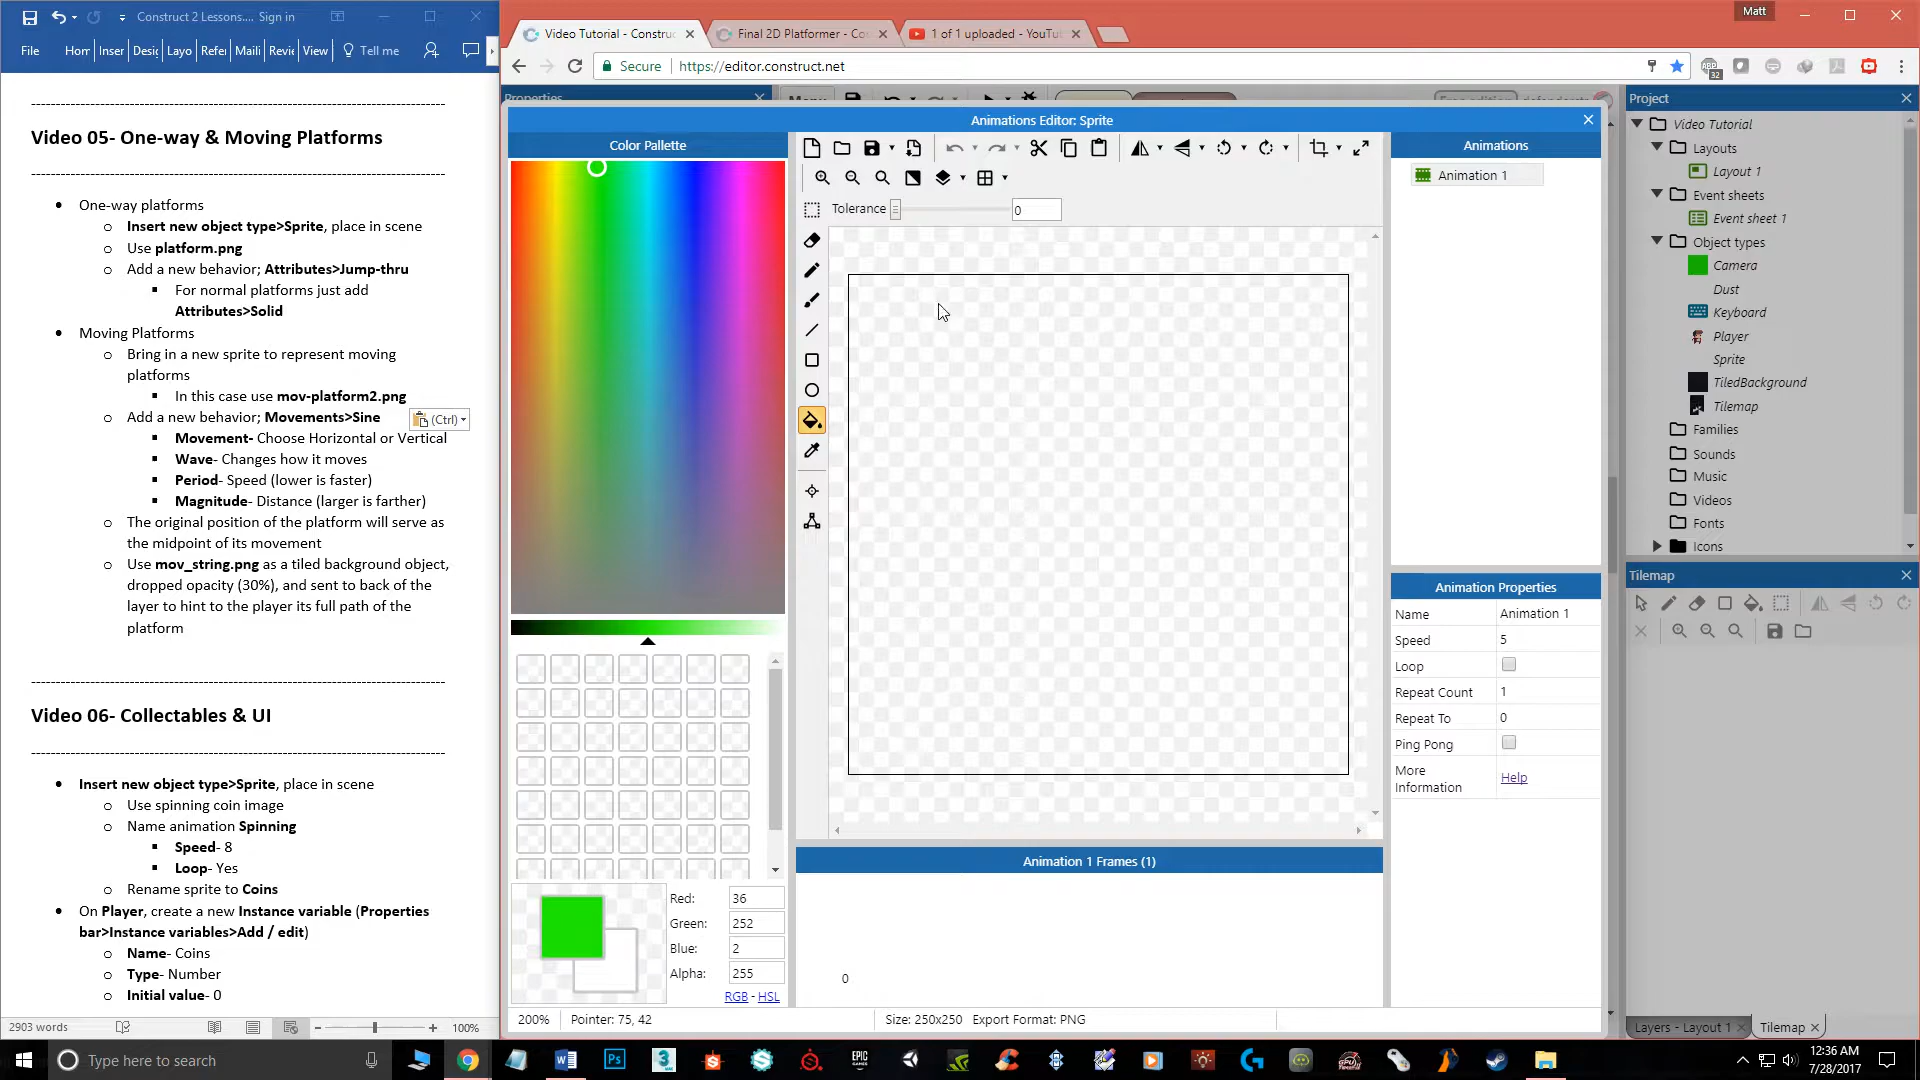 Construct 2 Lessons.... Sign in
File Hor Inser Desig Layo Refe Maili Revie View Tell me
Video 05- One-way & Moving Platforms
• One-way platforms
o Insert new object type>Sprite, place in scene
o Use platform.png
o Add a new behavior; Attributes>Jump-thru
▪ For normal platforms just add
Attributes>Solid
• Moving Platforms
o Bring in a new sprite to represent moving
platforms
▪ In this case use mov-platform2.png
o Add a new behavior; Movements>Sine
(Ctrl)
▪ Movement- Choose Horizontal or Vertical
▪ Wave- Changes how it moves
▪ Period- Speed (lower is faster)
▪ Magnitude- Distance (larger is farther)
o The original position of the platform will serve as
the midpoint of its movement
o Use mov_string.png as a tiled background object,
dropped opacity (30%), and sent to back of the
layer to hint to the player its full path of the
platform
Video 06- Collectables & UI
• Insert new object type>Sprite, place in scene
o Use spinning coin image
o Name animation Spinning
▪ Speed- 8
▪ Loop- Yes
o Rename sprite to Coins
• On Player, create a new Instance variable (Properties
bar>Instance variables>Add / edit)
o Name- Coins
o Type- Number
o Initial value- 0
2903 words
100%
Matt
Video Tutorial - Construc
Final 2D Platformer - Co
1 of 1 uploaded - YouTu
Secure https://editor.construct.net
32
Properties
Animations Editor: Sprite
Color Pallette
Tolerance 0
Red: 36
Green: 252
Blue: 2
Alpha: 255
RGB - HSL
Animation 1 Frames (1)
0
200% Pointer: 75, 42 Size: 250x250 Export Format: PNG
Animations
Animation 1
Animation Properties
Name Animation 1
Speed 5
Loop
Repeat Count 1
Repeat To 0
Ping Pong
More
Information Help
Project
Video Tutorial
Layouts
Layout 1
Event sheets
Event sheet 1
Object types
Camera
Dust
Keyboard
Player
Sprite
TiledBackground
Tilemap
Families
Sounds
Music
Videos
Fonts
Icons
Tilemap
Layers - Layout 1 Tilemap
Type here to search
EPIC GAMES
12:36 AM
7/28/2017